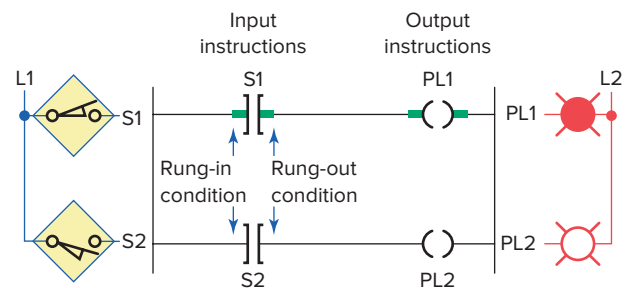 Input
instructions
Output
instructions
L1
S1
PL1
L2
S1
PL1
Rung-in
condition
Rung-out
condition
S2
PL2
S2
PL2